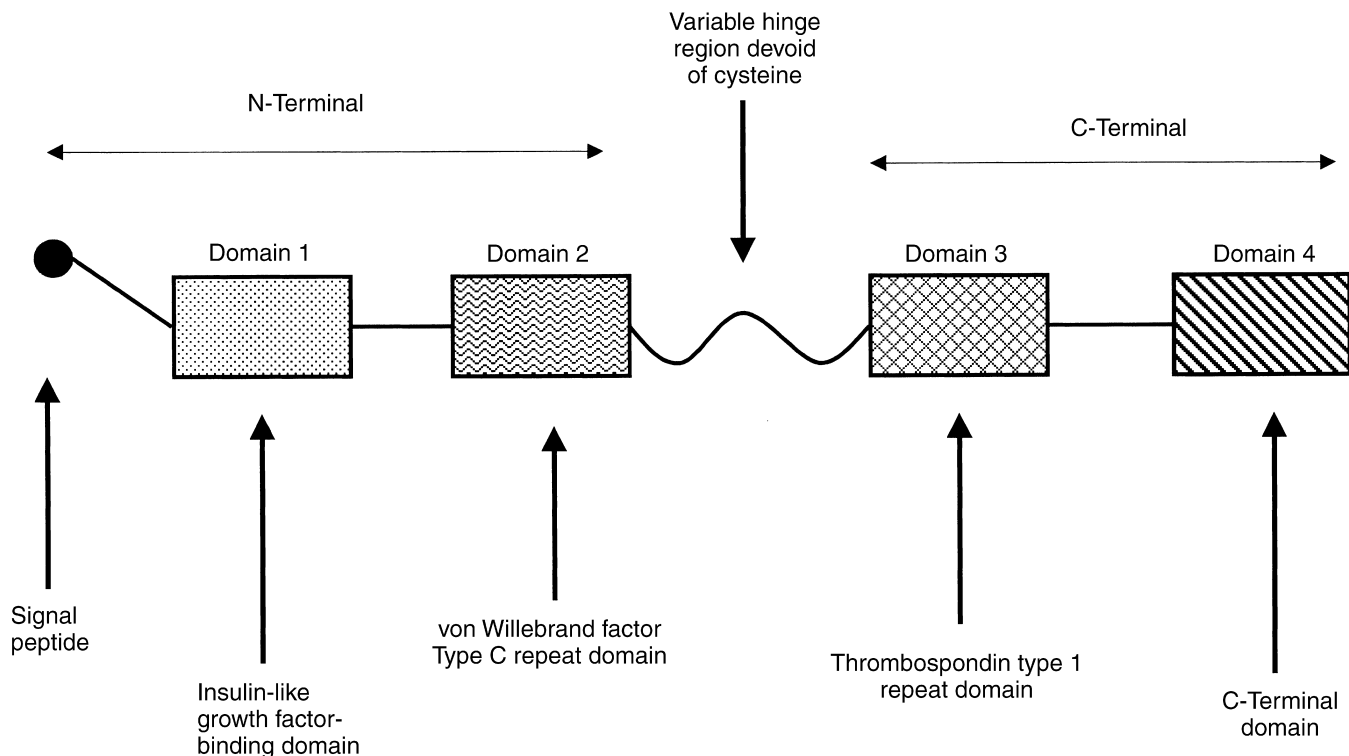 Variable hinge
region devoid
of cysteine
N-Terminal
C-Terminal
Domain 1
Domain 2
Domain 3
Domain 4
Signal
peptide
von Willebrand factor
Type C repeat domain
Thrombospondin type 1
repeat domain
Insulin-like
growth factor-
binding domain
C-Terminal
domain